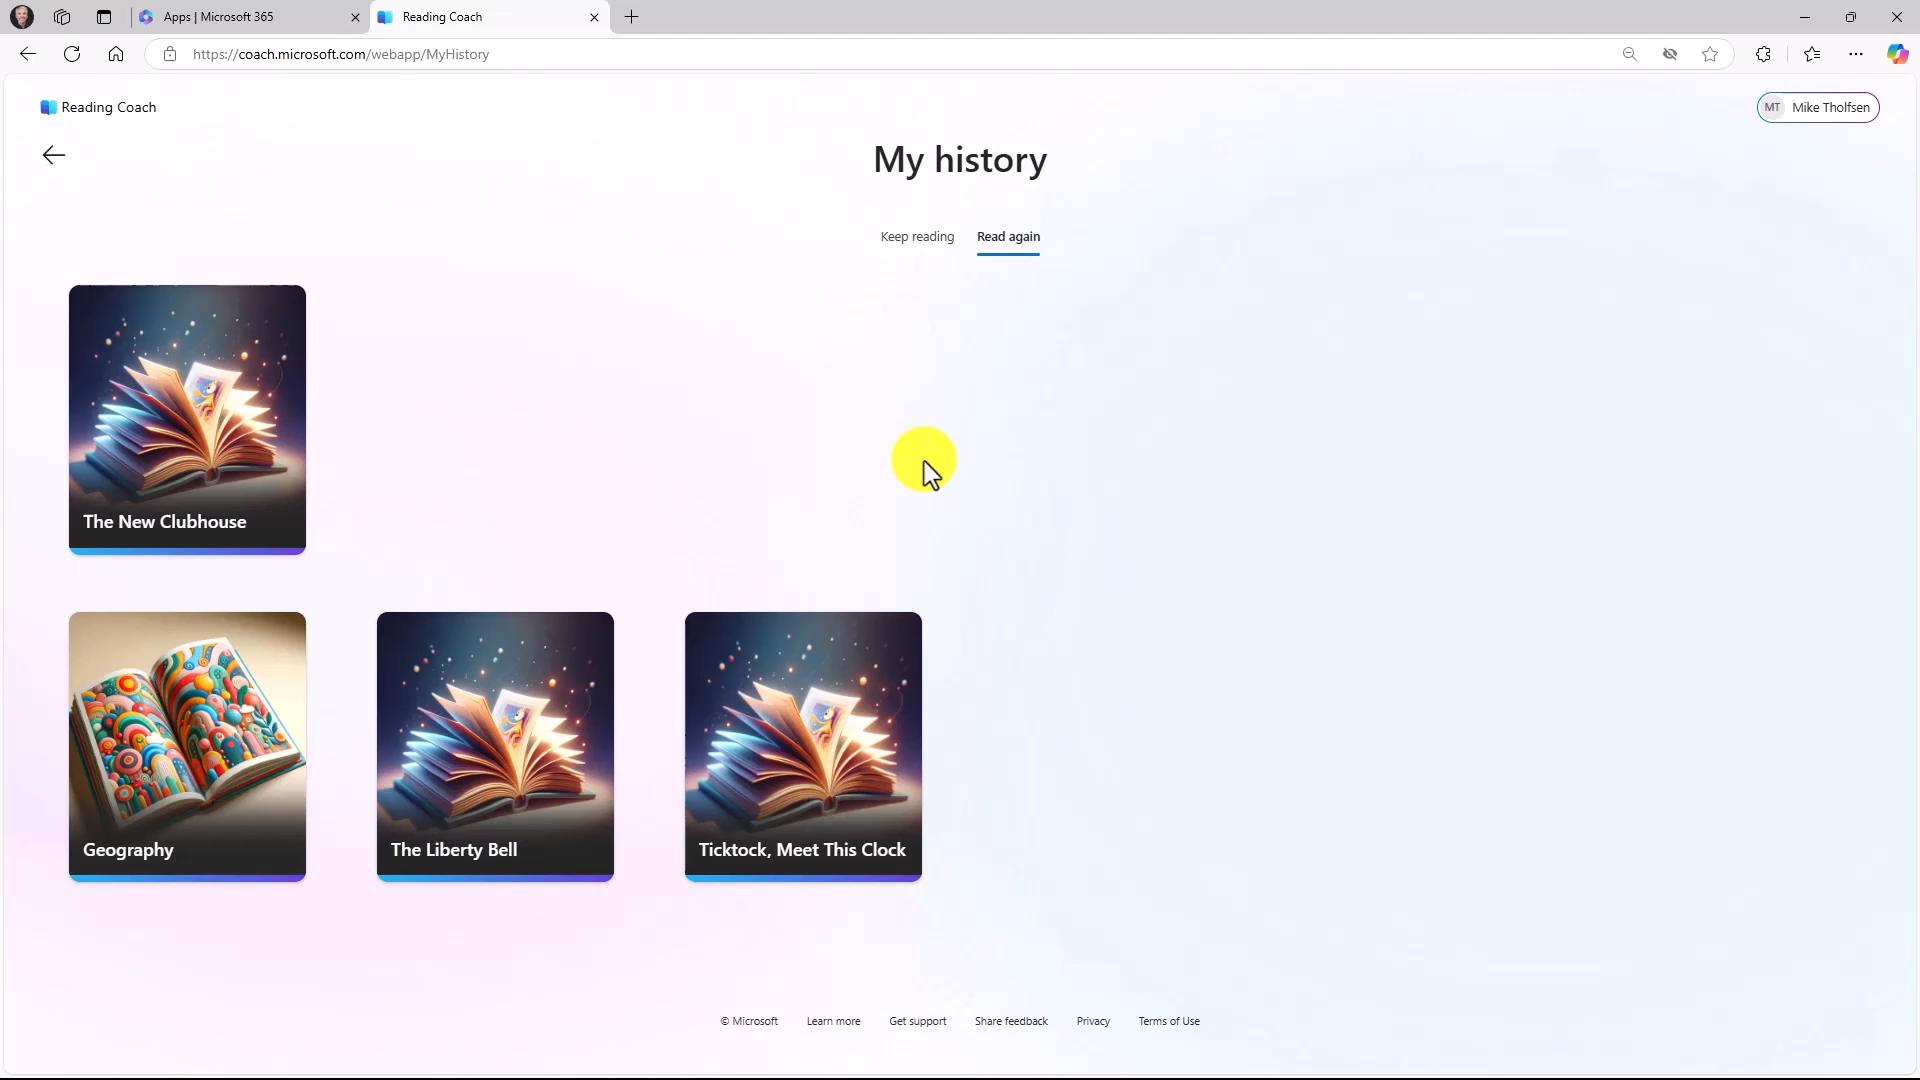 Apps | Microsoft 365
Reading Coach
https://coach.microsoft.com/webapp/MyHistory
Reading Coach
MT Mike Tholfsen
My history
Keep reading Read again
The New Clubhouse
Geography
The Liberty Bell
Ticktock, Meet This Clock
© Microsoft Learn more Get support Share feedback Privacy Terms of Use